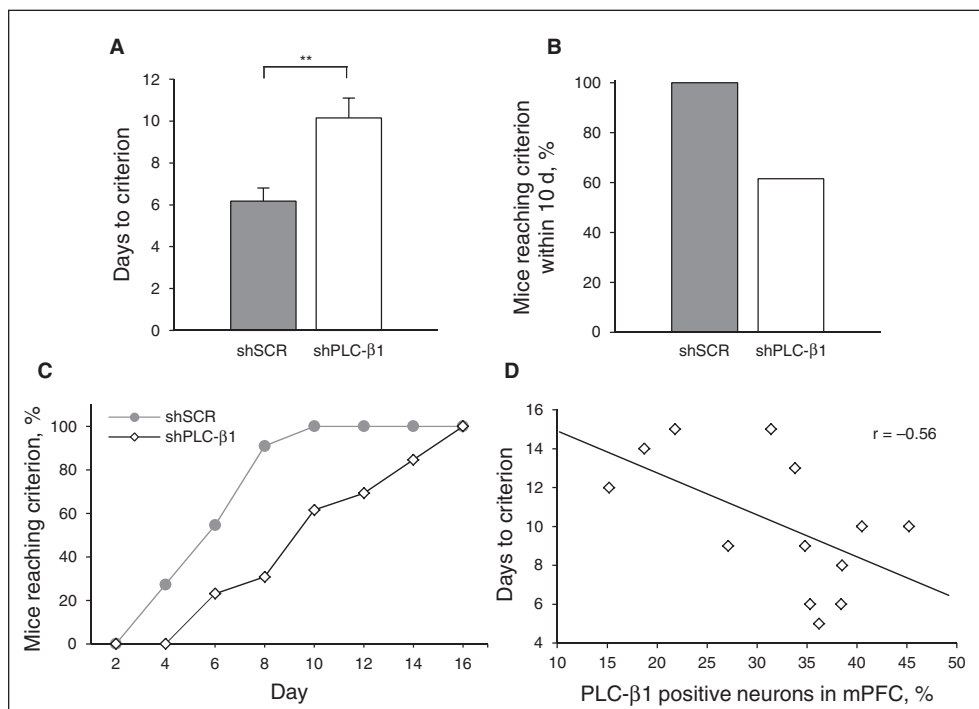 A
**
Days to criterion
12
10
8
6
4
2
0
shSCR
shPLC-β1
B
Mice reaching criterion
within 10 d, %
100
80
60
40
20
0
shSCR
shPLC-β1
C
shSCR
shPLC-β1
Mice reaching criterion, %
100
80
60
40
20
0
2
4
6
8
10
12
14
16
Day
D
r = –0.56
Days to criterion
16
14
12
10
8
6
4
10
15
20
25
30
35
40
45
50
PLC-β1 positive neurons in mPFC, %